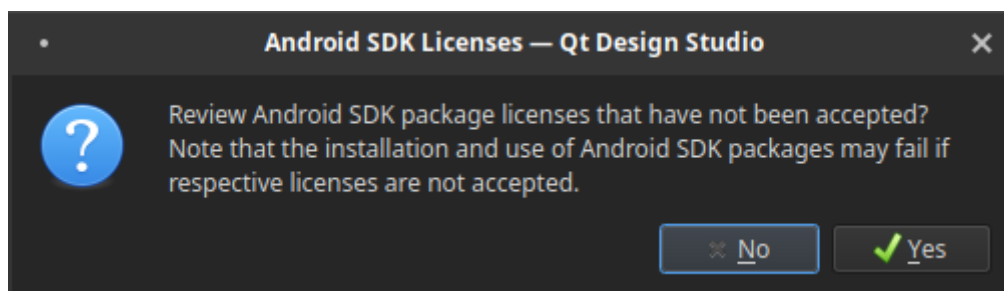 Android SDK Licenses — Qt Design Studio
Review Android SDK package licenses that have not been accepted?
Note that the installation and use of Android SDK packages may fail if
respective licenses are not accepted.
No
Yes